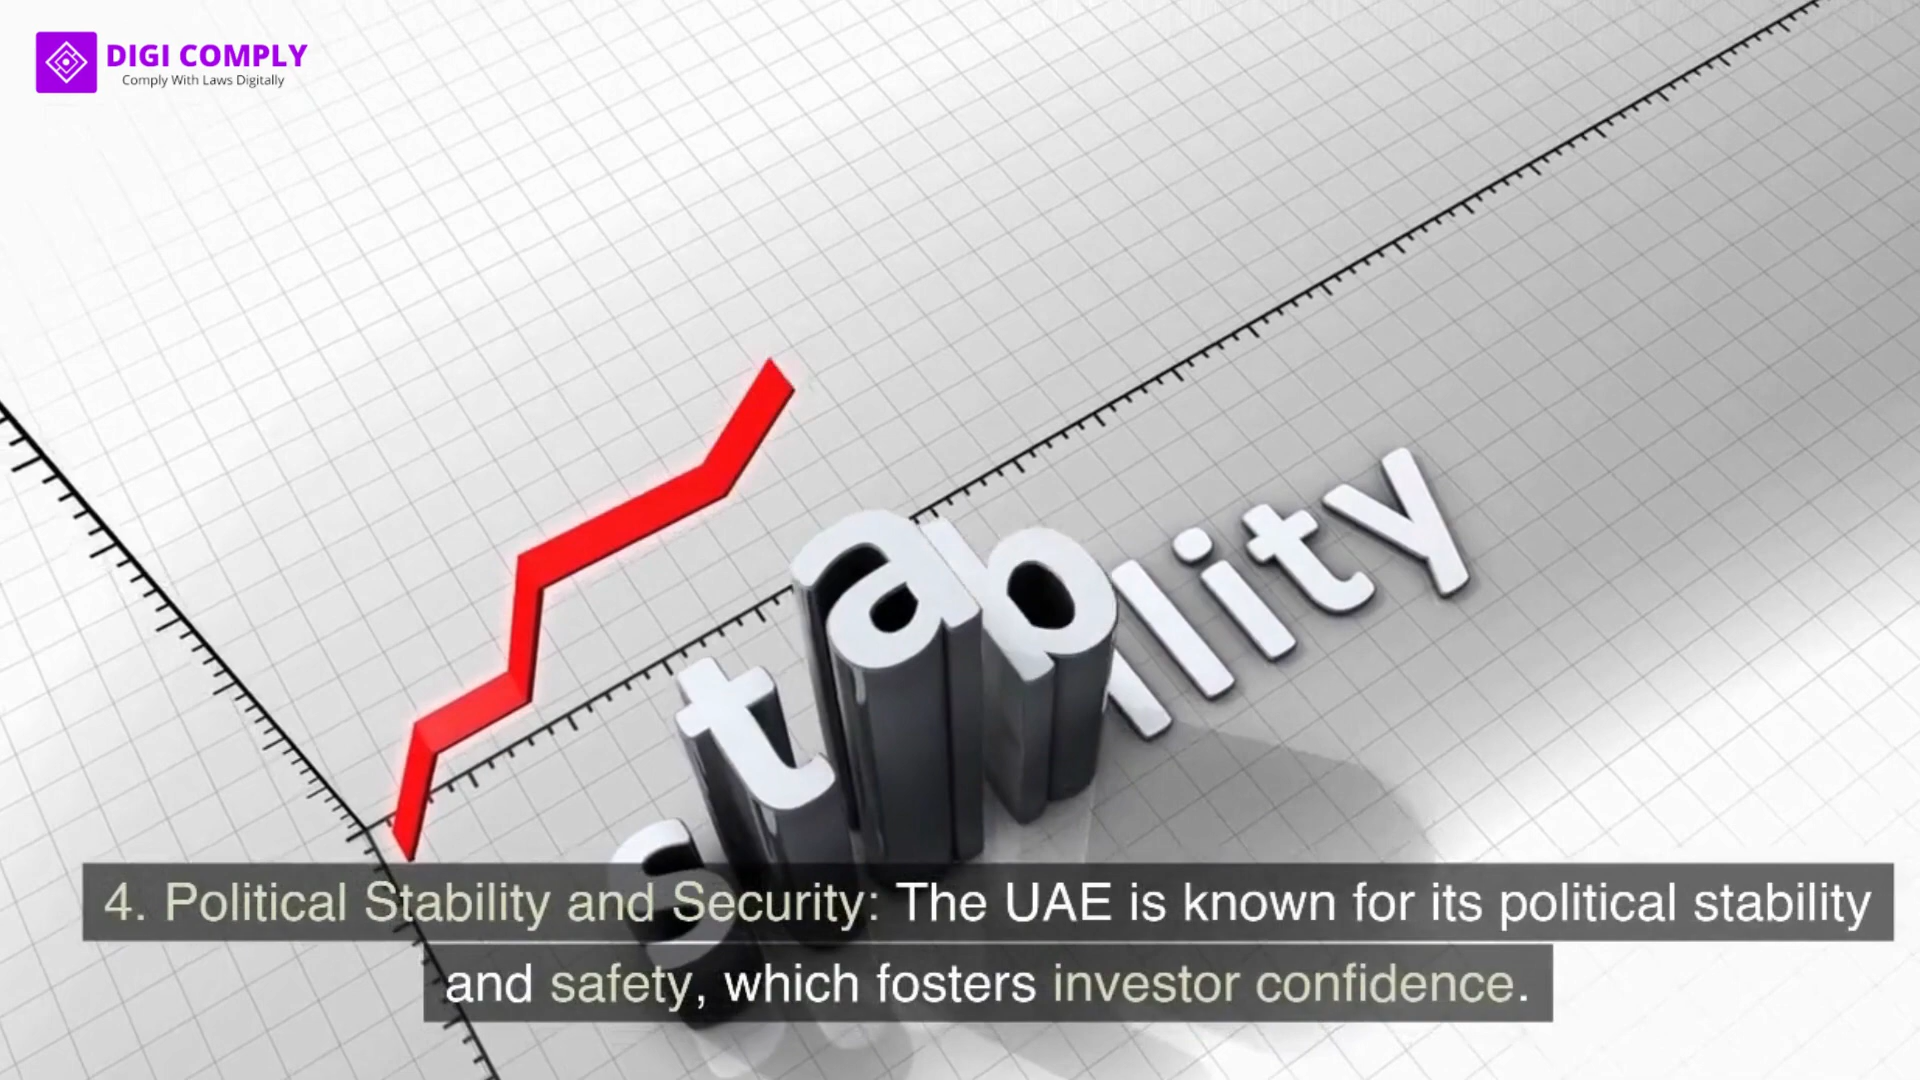 DIGI COMPLY
Comply With Laws Digitally
stability
4. Political Stability and Security: The UAE is known for its political stability
and safety, which fosters investor confidence.